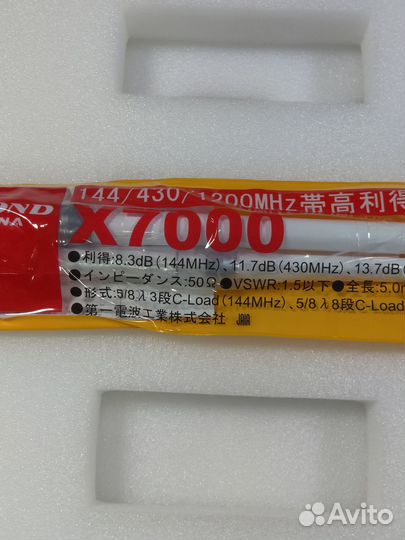 OND
NNA
144/430/1200MHz帯高利得
X7000
●利得:8.3dB(144MHz)、11.7dB(430MHz)、13.7dB(
●インピーダンス:50Ω●VSWR:1.5以下●全長:5.0m
●形式:5/8λ3段C-Load(144MHz)、5/8λ8段C-Load
●第一電波工業株式会社
Avito